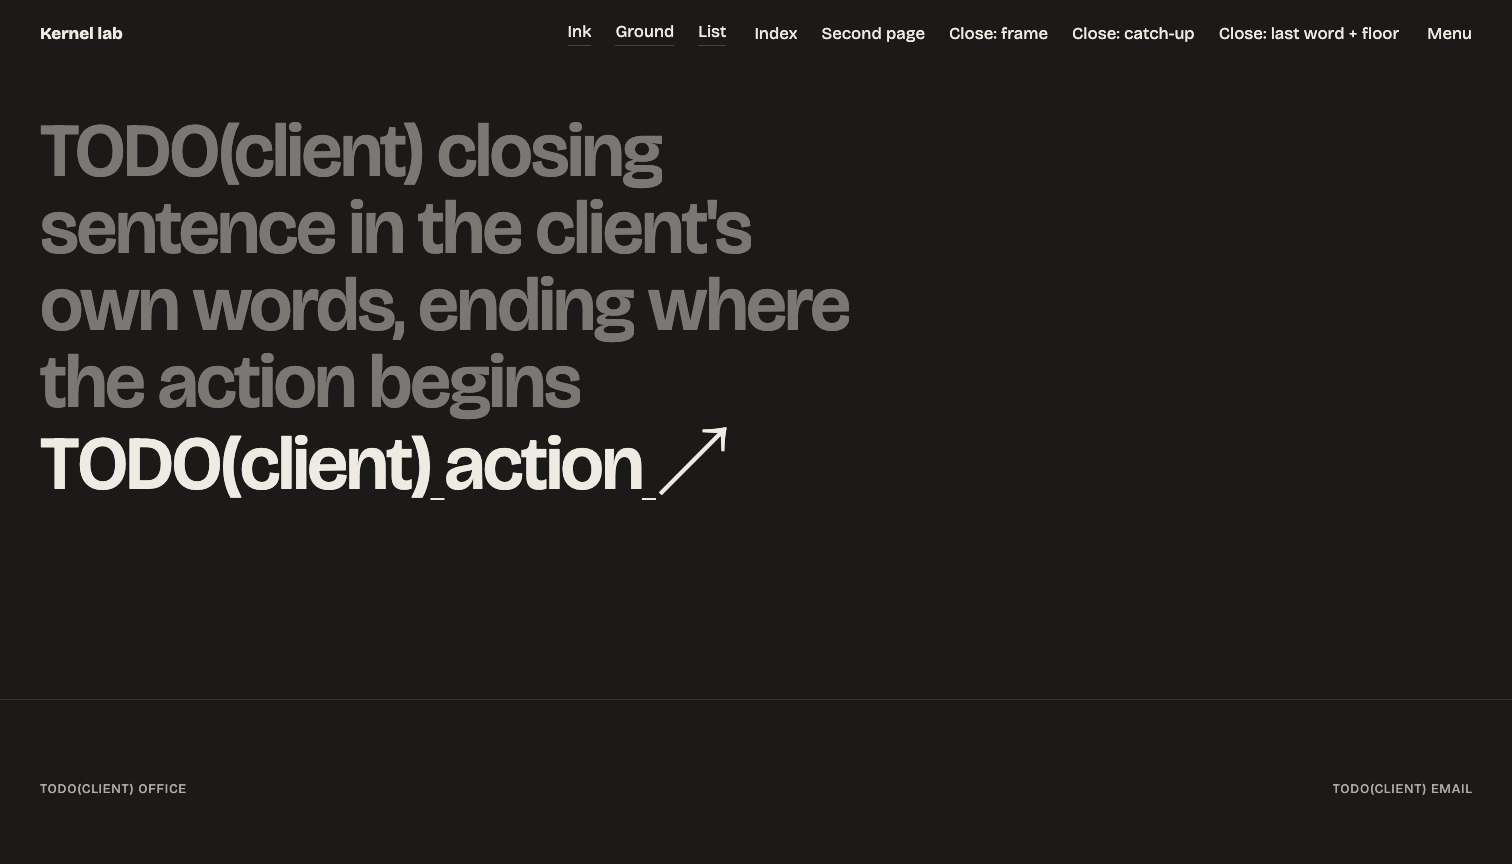 Kernel lab
Ink Ground List Index Second page Close: frame Close: catch-up Close: last word + floor Menu
TODO(client) closing
sentence in the client's
own words, ending where
the action begins
TODO(client) action ↗
TODO(CLIENT) OFFICE
TODO(CLIENT) EMAIL